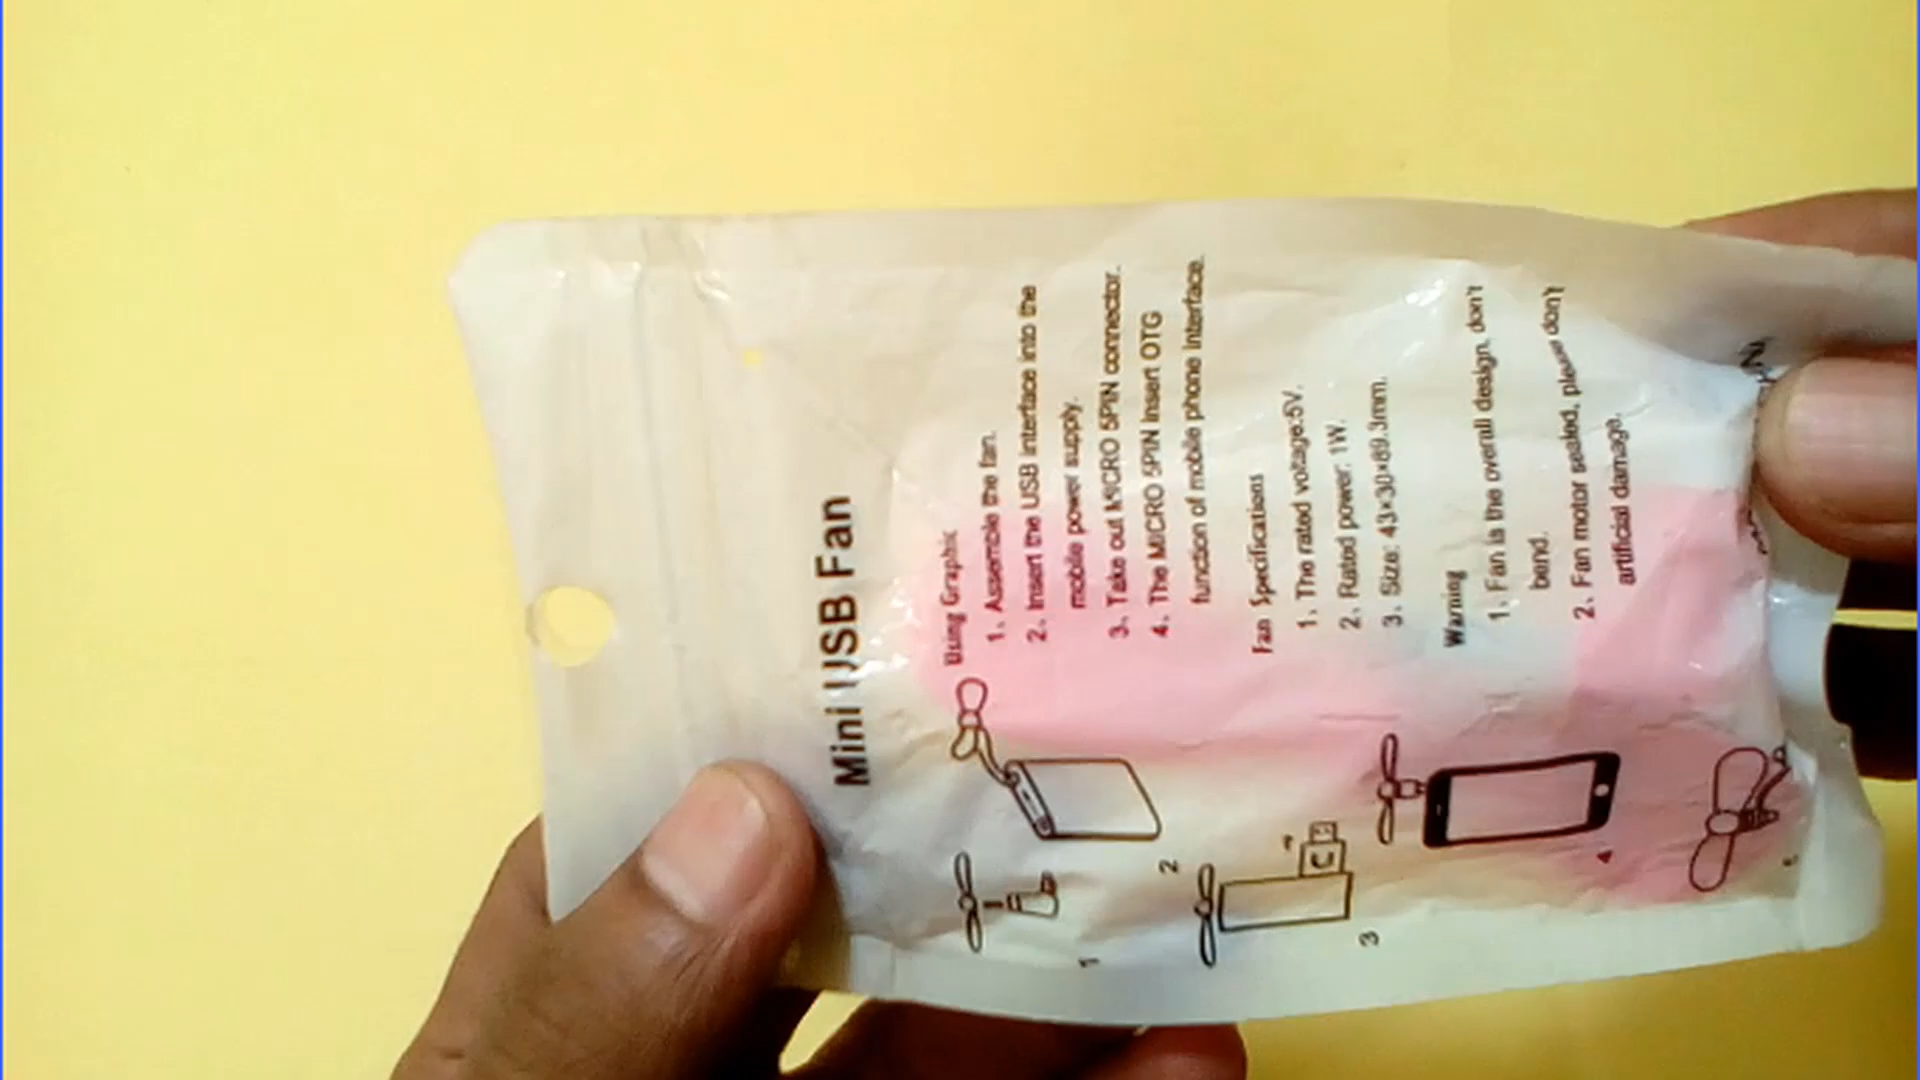 Mini USB Fan
Using Graphic
1、Assemble the fan.
2、Insert the USB interface into the
mobile power supply.
3、Take out MICRO 5PIN connector.
4、The MICRO 5PIN Insert OTG
function of mobile phone interface.
Fan Specifications
1、The rated voltage:5V.
2、Rated power: 1W.
3、Size: 43×30×89.3mm.
Warning
1、Fan is the overall design, don't
bend.
2、Fan motor sealed, please don't
artificial damage.
1
2
3
4